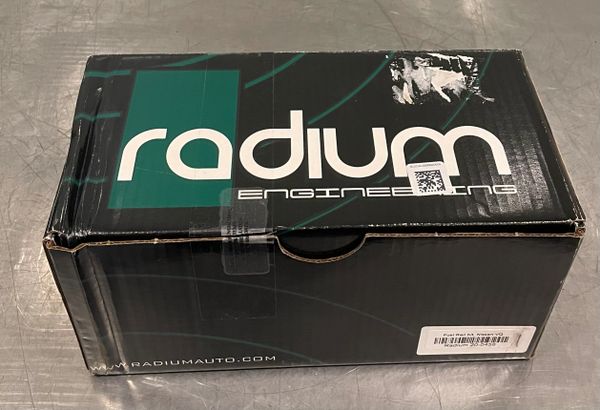 radium
ENGINEERING
Fuel Rail Kit, Nissan VQ
Radium 20-0459
WWW.RADIUMAUTO.COM